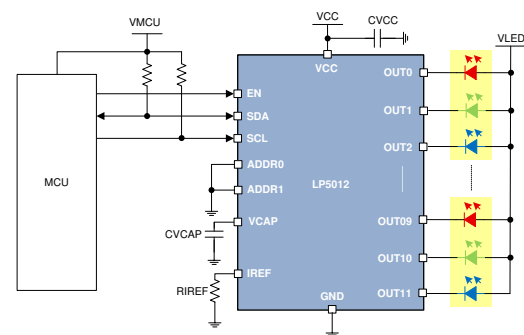 VMCU
VCC
CVCC
VLED
MCU
VCC
EN
SDA
SCL
ADDR0
ADDR1
VCAP
IREF
CVCAP
RIREF
LP5012
GND
OUT0
OUT1
OUT2
OUT09
OUT10
OUT11